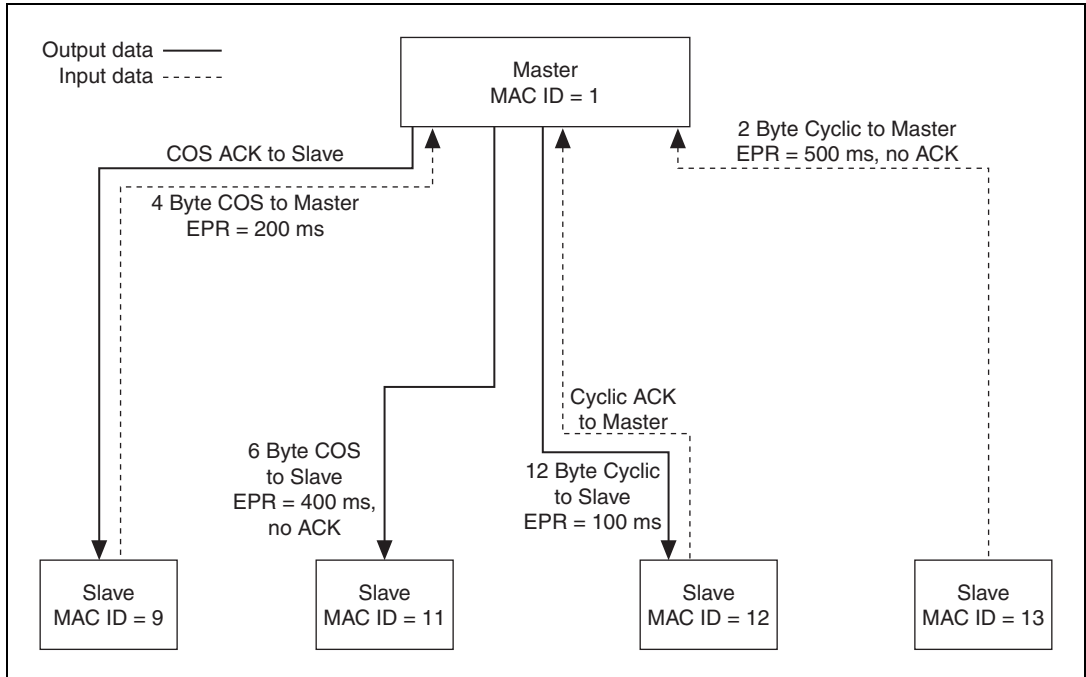 Output data
Input data
Master
MAC ID = 1
COS ACK to Slave
4 Byte COS to Master
EPR = 200 ms
2 Byte Cyclic to Master
EPR = 500 ms, no ACK
Cyclic ACK
to Master
6 Byte COS
to Slave
EPR = 400 ms,
no ACK
12 Byte Cyclic
to Slave
EPR = 100 ms
Slave
MAC ID = 9
Slave
MAC ID = 11
Slave
MAC ID = 12
Slave
MAC ID = 13